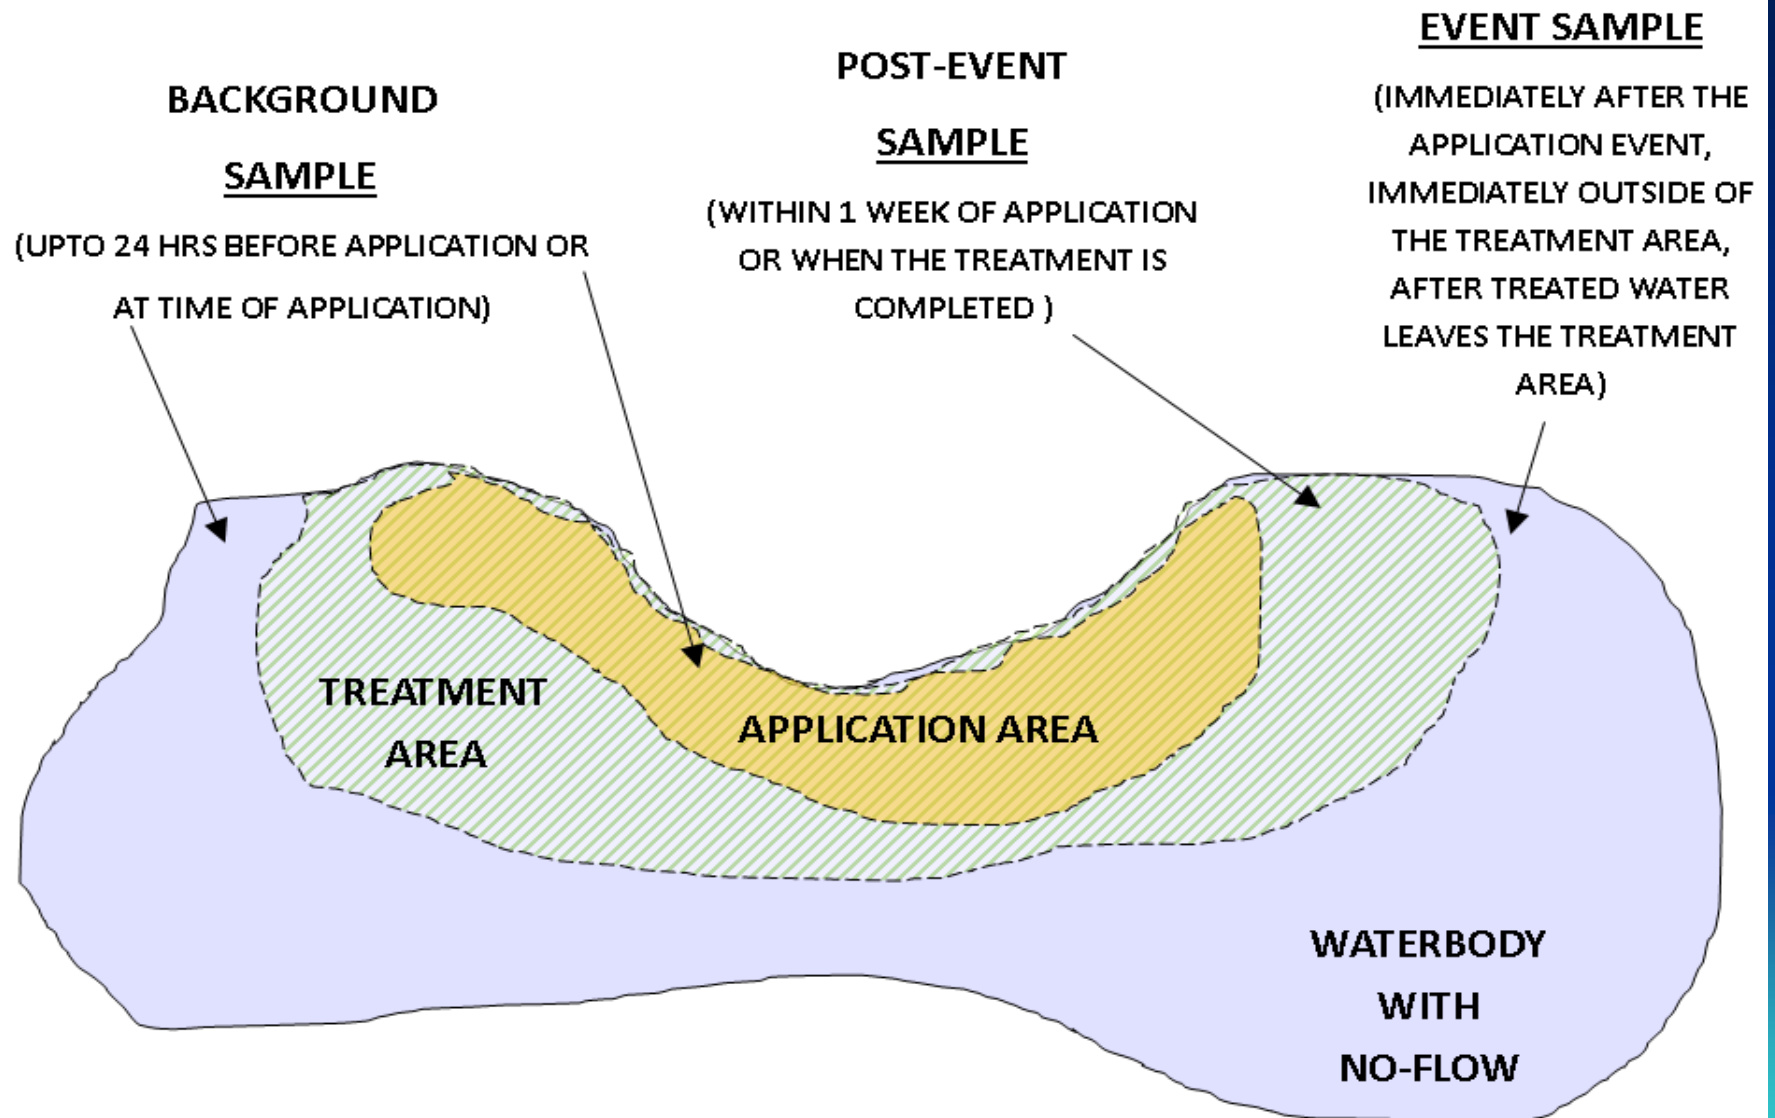 BACKGROUND
SAMPLE
(UPTO 24 HRS BEFORE APPLICATION OR
AT TIME OF APPLICATION)
POST-EVENT
SAMPLE
(WITHIN 1 WEEK OF APPLICATION
OR WHEN THE TREATMENT IS
COMPLETED )
EVENT SAMPLE
(IMMEDIATELY AFTER THE
APPLICATION EVENT,
IMMEDIATELY OUTSIDE OF
THE TREATMENT AREA,
AFTER TREATED WATER
LEAVES THE TREATMENT
AREA)
TREATMENT
AREA
APPLICATION AREA
WATERBODY
WITH
NO-FLOW